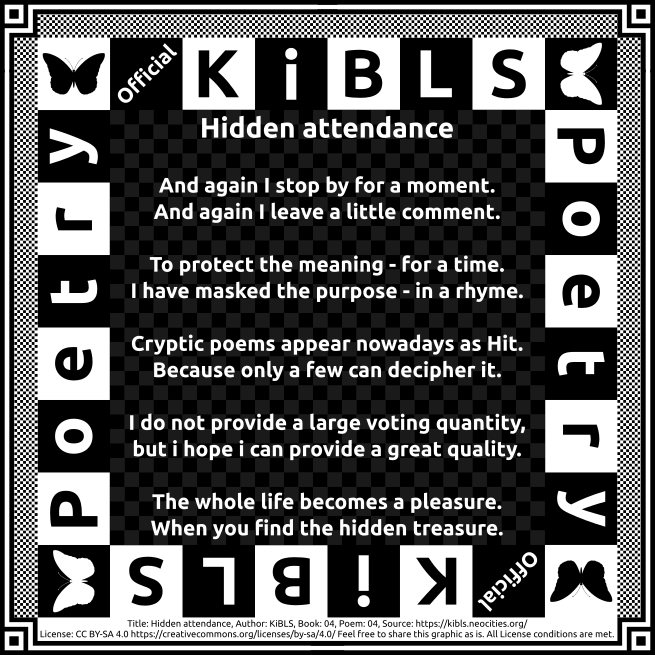 Official KiBLS Poetry
Hidden attendance
And again I stop by for a moment.
And again I leave a little comment.
To protect the meaning - for a time.
I have masked the purpose - in a rhyme.
Cryptic poems appear nowadays as Hit.
Because only a few can decipher it.
I do not provide a large voting quantity,
but i hope i can provide a great quality.
The whole life becomes a pleasure.
When you find the hidden treasure.
Official KiBLS Poetry
Title: Hidden attendance, Author: KiBLS, Book: 04, Poem: 04, Source: https://kibls.neocities.org/
License: CC BY-SA 4.0 https://creativecommons.org/licenses/by-sa/4.0/ Feel free to share this graphic as is. All License conditions are met.